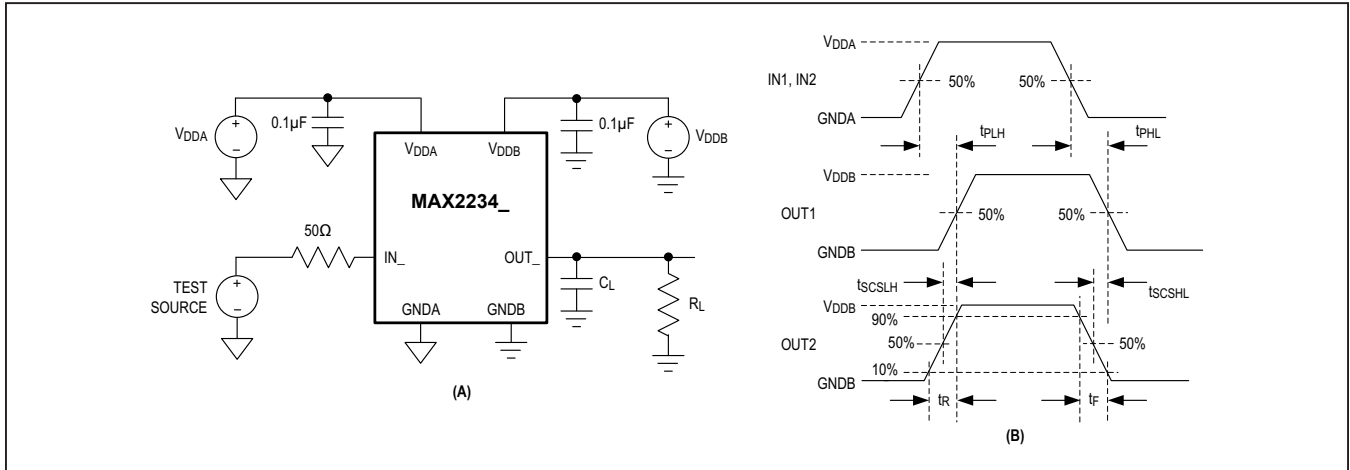 VDDA
0.1µF
0.1µF
VDDB
+
−
+
−
VDDA
VDDB
MAX2234_
50Ω
IN_
OUT_
TEST
SOURCE
+
−
CL
RL
GNDA
GNDB
(A)
VDDA
IN1, IN2
50%
50%
GNDA
tPLH
tPHL
VDDB
OUT1
50%
50%
GNDB
tSCSLH
tSCSHL
VDDB
90%
OUT2
50%
50%
10%
GNDB
tR
tF
(B)